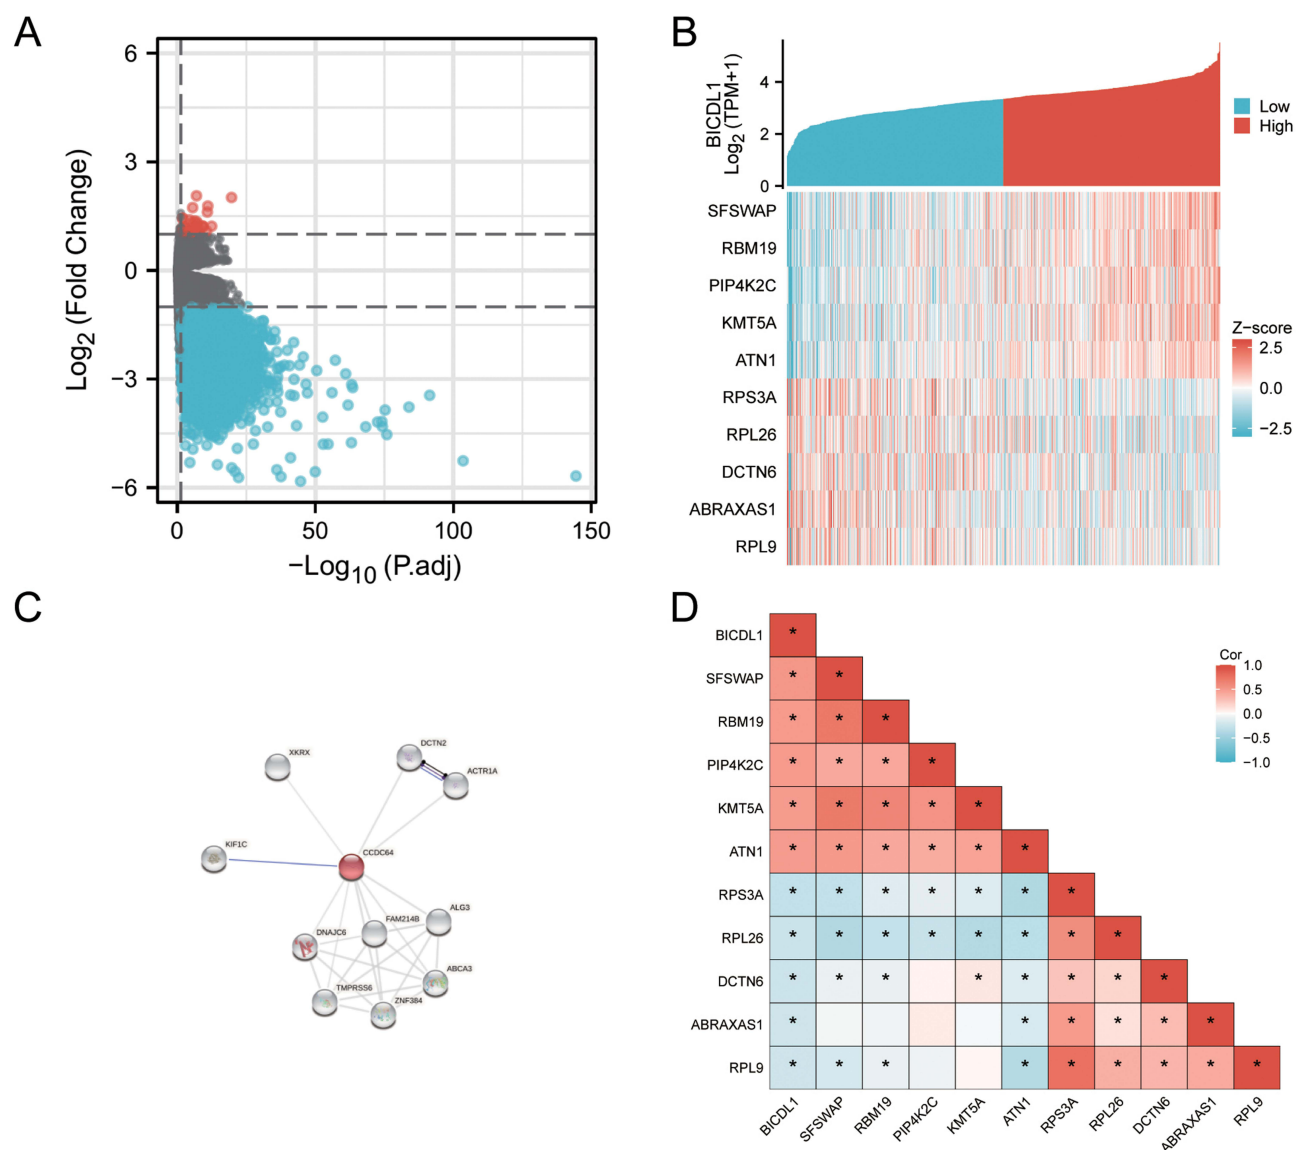 A
6
3
0
−3
−6
Log2 (Fold Change)
0
50
100
150
−Log10 (P.adj)
B
BICDL1
Log2 (TPM+1)
4
2
0
Low
High
SFSWAP
RBM19
PIP4K2C
KMT5A
ATN1
RPS3A
RPL26
DCTN6
ABRAXAS1
RPL9
Z−score
2.5
0.0
−2.5
C
XKRX
DCTN2
ACTR1A
KIF1C
CCDC64
ALG3
FAM214B
DNAJC6
ABCA3
TMPRSS6
ZNF384
D
BICDL1 *
SFSWAP * *
RBM19 * * *
PIP4K2C * * * *
KMT5A * * * * *
ATN1 * * * * * *
RPS3A * * * * * * *
RPL26 * * * * * * * *
DCTN6 * * * * * * * *
ABRAXAS1 * * * * * *
RPL9 * * * * * * * * *
BICDL1 SFSWAP RBM19 PIP4K2C KMT5A ATN1 RPS3A RPL26 DCTN6 ABRAXAS1 RPL9
Cor
1.0
0.5
0.0
−0.5
−1.0